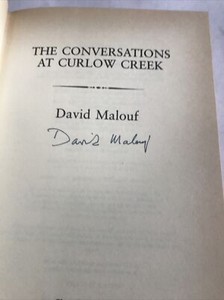 THE CONVERSATIONS
AT CURLOW CREEK
David Malouf
David Malouf